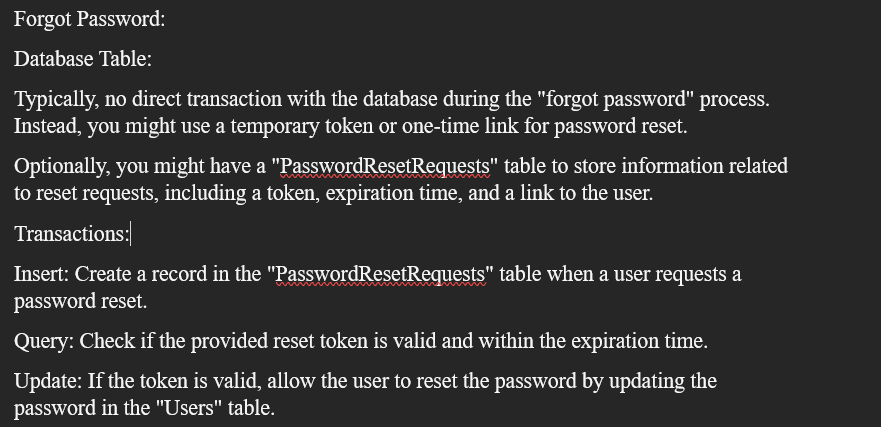 Forgot Password:
Database Table:
Typically, no direct transaction with the database during the "forgot password" process.
Instead, you might use a temporary token or one-time link for password reset.
Optionally, you might have a "PasswordResetRequests" table to store information related
to reset requests, including a token, expiration time, and a link to the user.
Transactions:
Insert: Create a record in the "PasswordResetRequests" table when a user requests a
password reset.
Query: Check if the provided reset token is valid and within the expiration time.
Update: If the token is valid, allow the user to reset the password by updating the
password in the "Users" table.